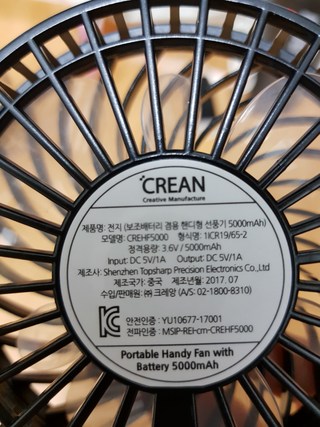 CREAN
Creative Manufacture
제품명: 전지 (보조배터리 겸용 핸디형 선풍기 5000mAh)
모델명: CREHF5000 형식명: 1ICR19/65-2
정격용량: 3.6V / 5000mAh
Input: DC 5V/1A Output: DC 5V/1A
제조사: Shenzhen Topsharp Precision Electronics Co.,Ltd
제조국가: 중국 제조년월: 2017. 07
수입/판매원: ㈜ 크레앙 (A/S: 02-1800-8310)
안전인증 : YU10677-17001
전파인증 : MSIP-REI-crn-CREHF5000
Portable Handy Fan with
Battery 5000mAh